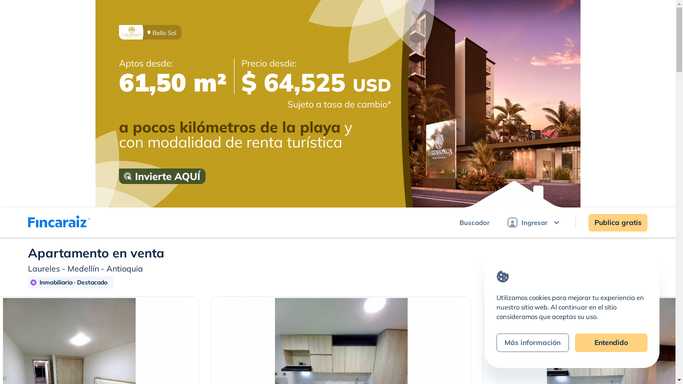 Bello Sol
Aptos desde:
61,50 m²
Precio desde:
$ 64,525 USD
Sujeto a tasa de cambio*
a pocos kilómetros de la playa y
con modalidad de renta turística
Invierte AQUÍ
Fincaraiz
Buscador
Ingresar
Publica gratis
Apartamento en venta
Laureles - Medellín - Antioquia
Inmobiliaria · Destacado
Utilizamos cookies para mejorar tu experiencia en
nuestro sitio web. Al continuar en el sitio
consideramos que aceptas su uso.
Más información
Entendido